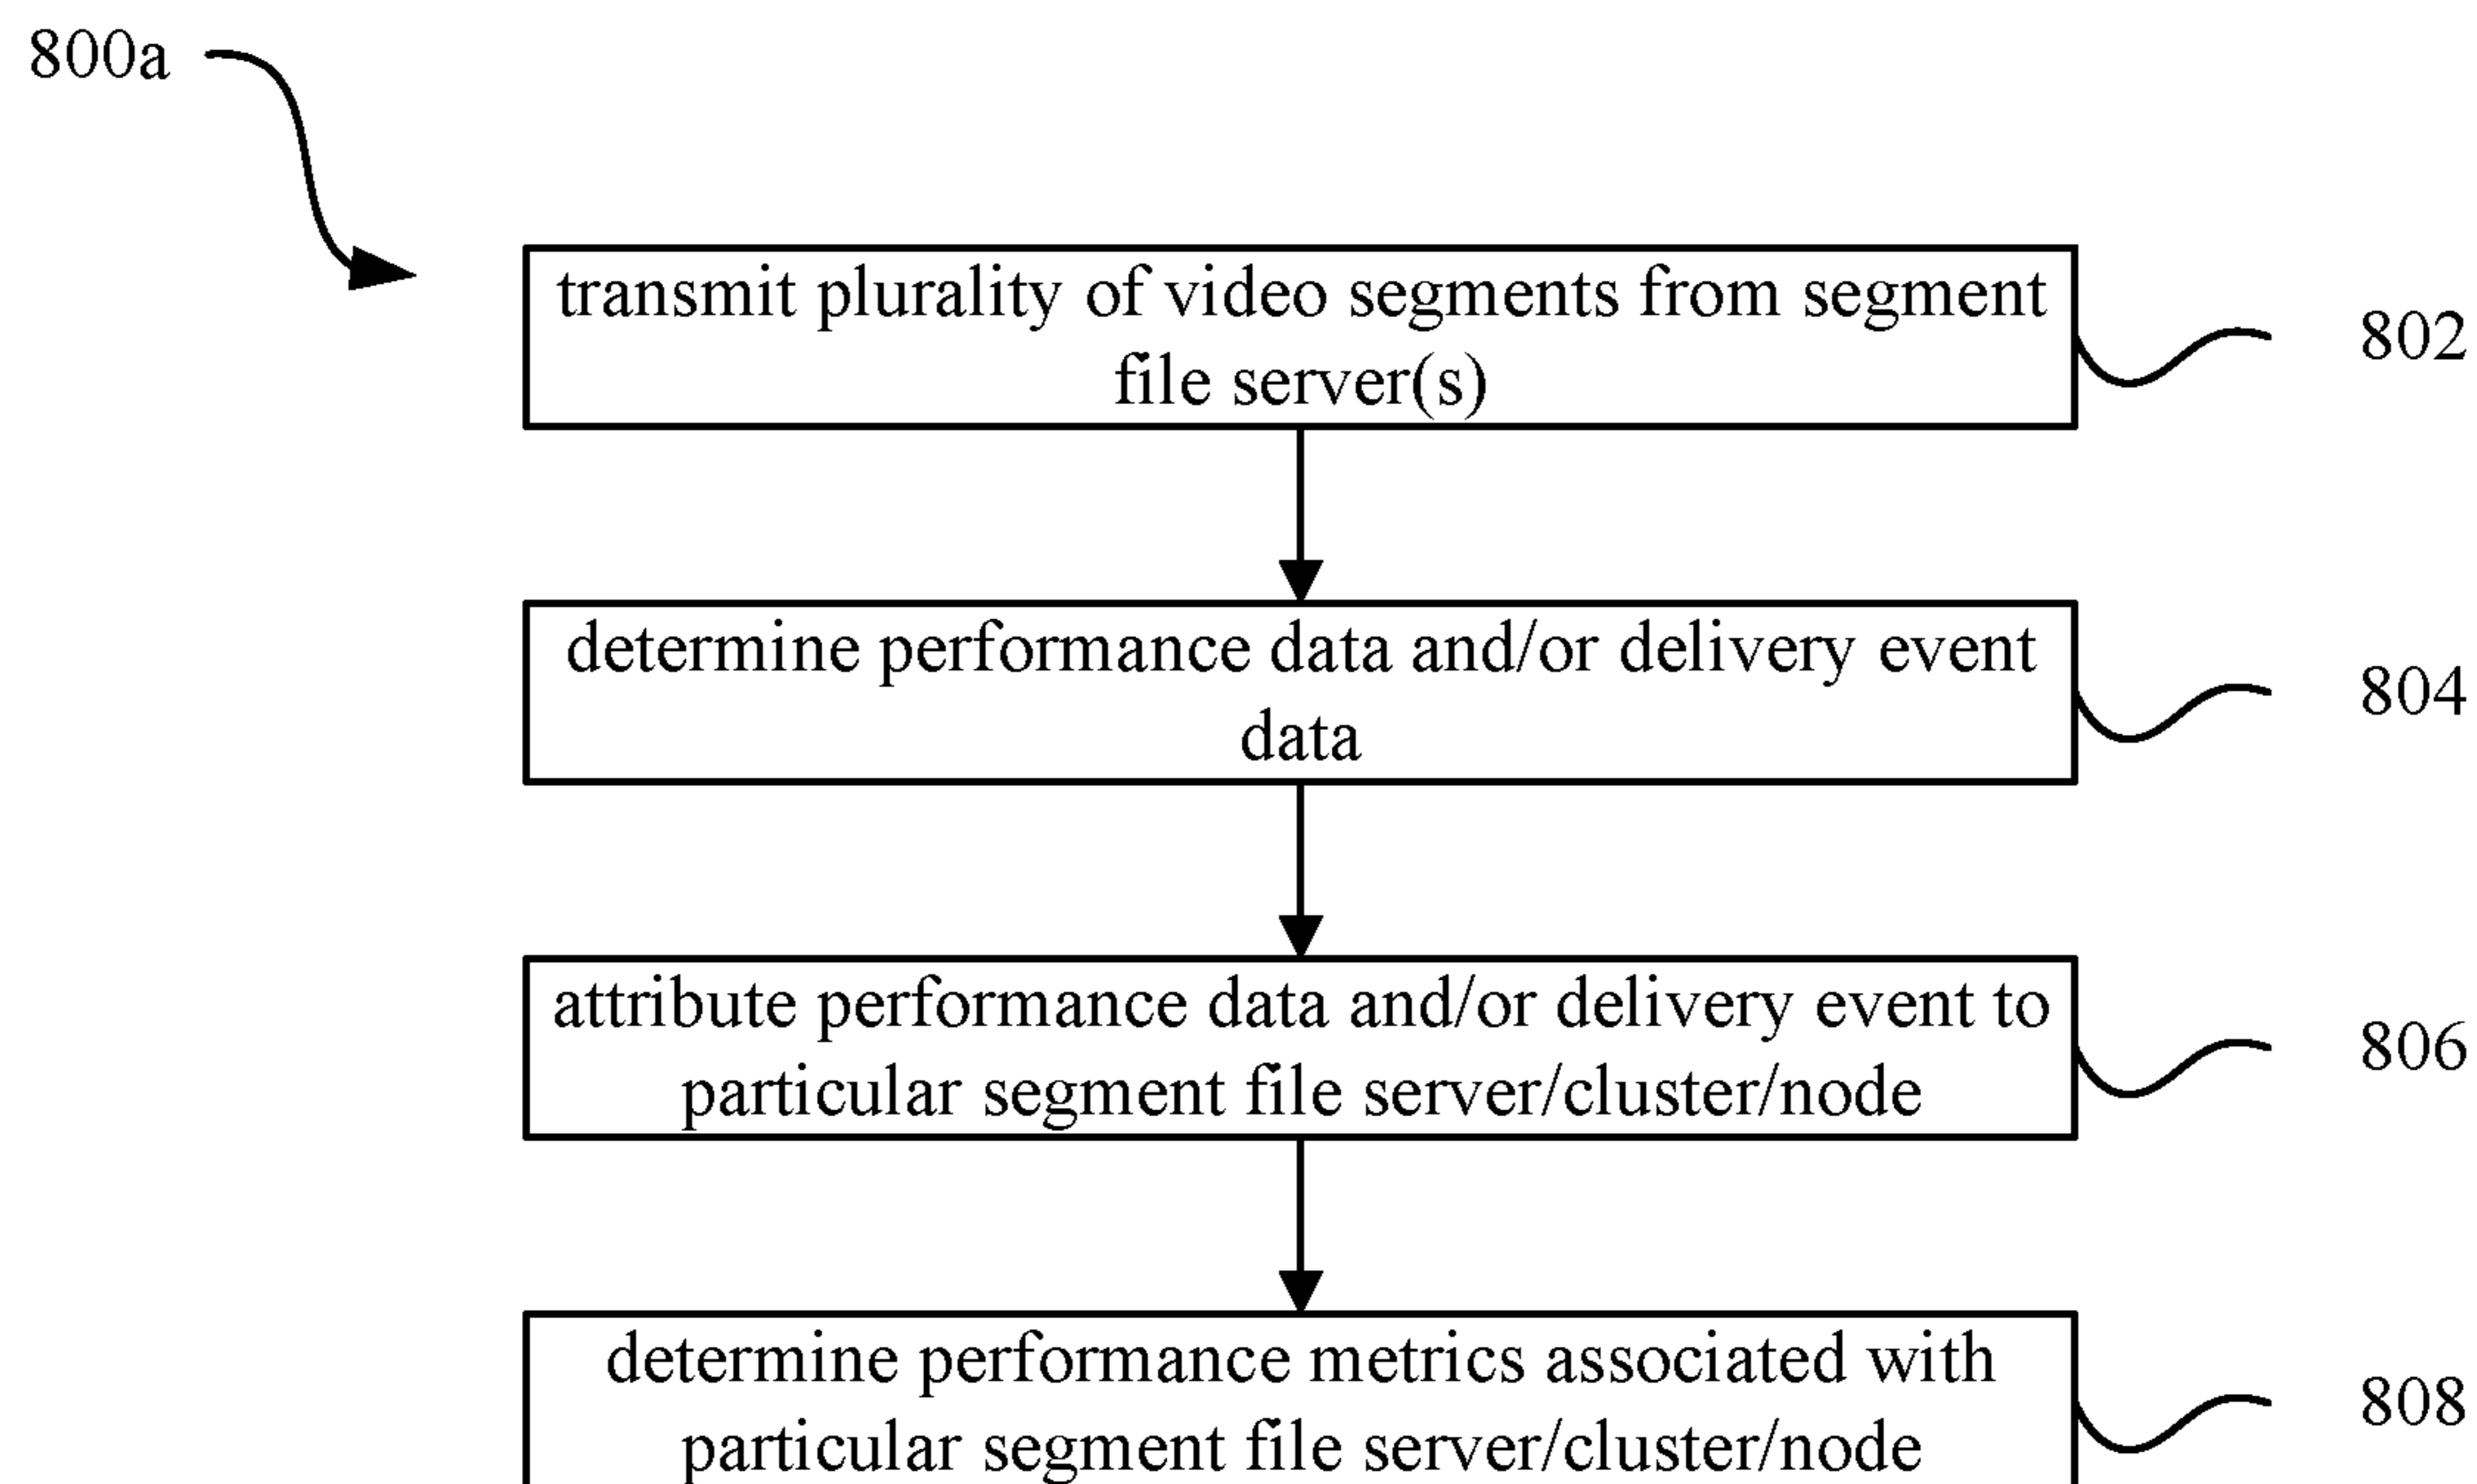 800a
transmit plurality of video segments from segment
file server(s)
802
determine performance data and/or delivery event
data
804
attribute performance data and/or delivery event to
particular segment file server/cluster/node
806
determine performance metrics associated with
particular segment file server/cluster/node
808